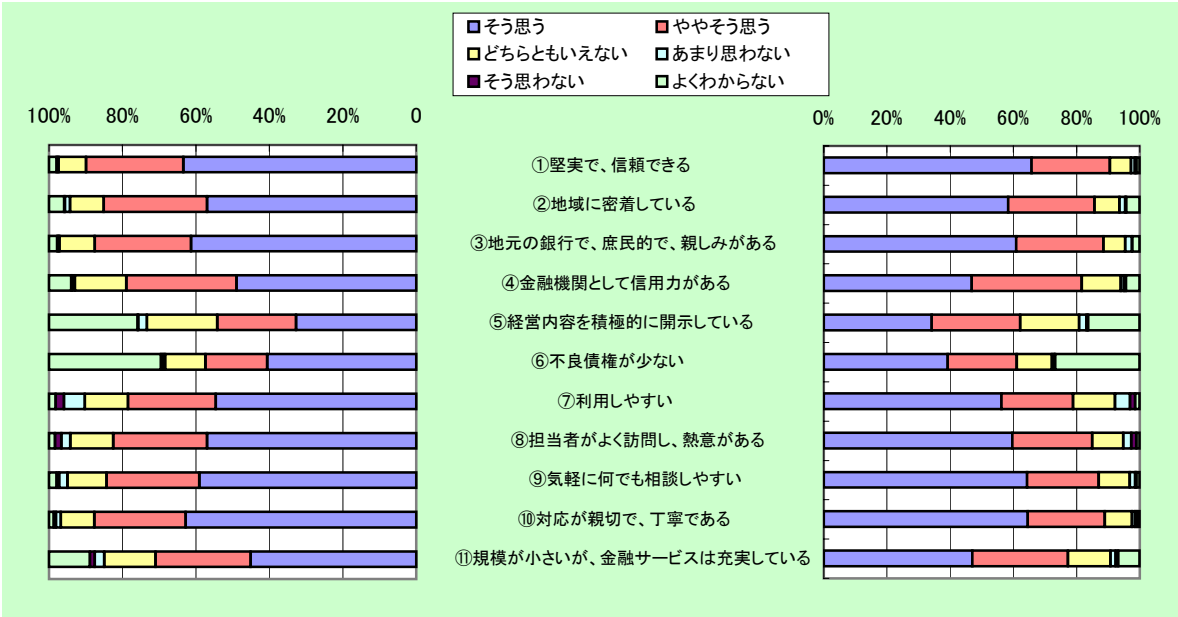 そう思う ややそう思う
どちらともいえない あまり思わない
そう思わない よくわからない
100% 80% 60% 40% 20% 0
0% 20% 40% 60% 80% 100%
①堅実で、信頼できる
②地域に密着している
③地元の銀行で、庶民的で、親しみがある
④金融機関として信用力がある
⑤経営内容を積極的に開示している
⑥不良債権が少ない
⑦利用しやすい
⑧担当者がよく訪問し、熱意がある
⑨気軽に何でも相談しやすい
⑩対応が親切で、丁寧である
⑪規模が小さいが、金融サービスは充実している